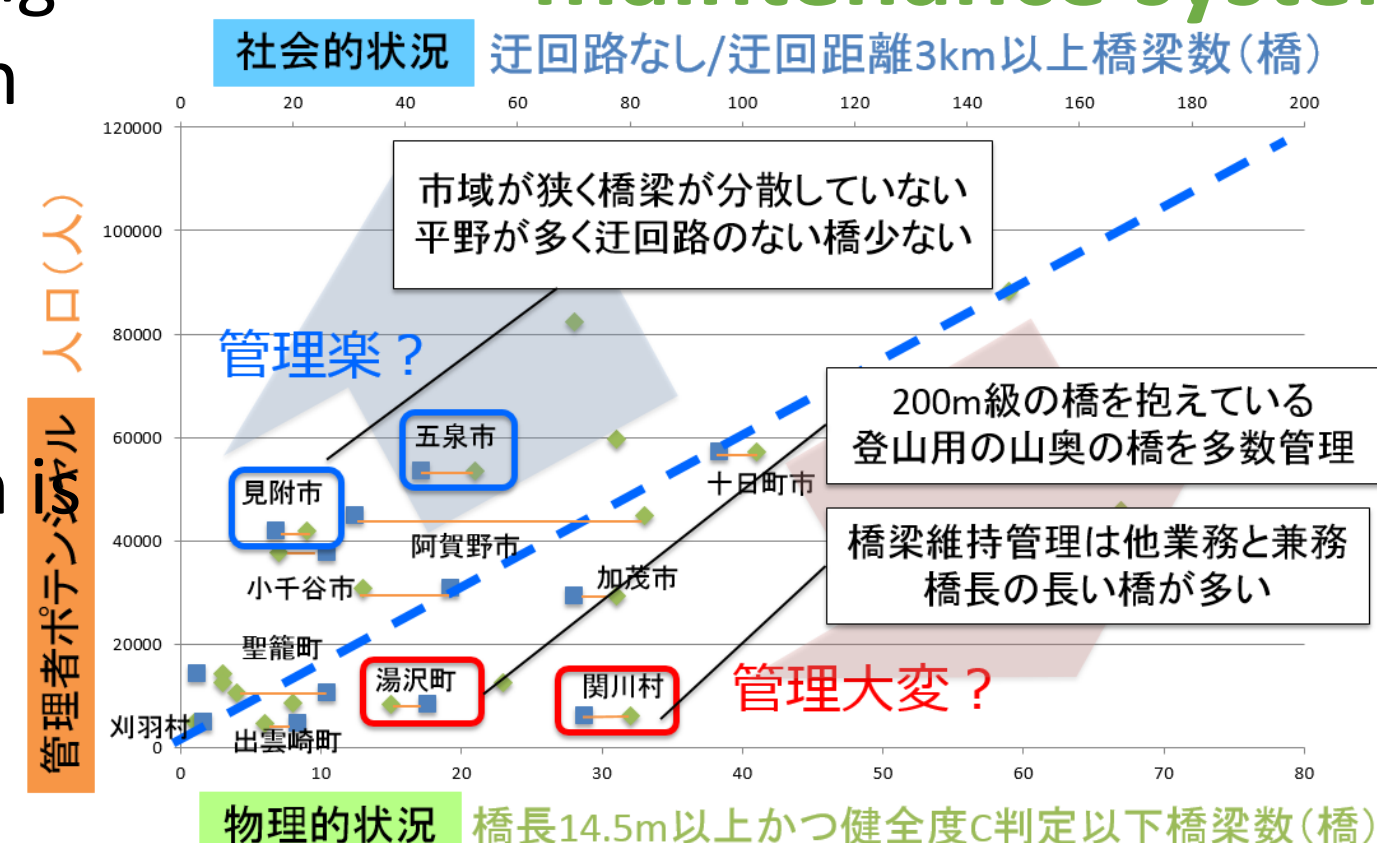 maintenance syste
社会的状況 迂回路なし/迂回距離3km以上橋梁数（橋）
0 20 40 60 80 100 120 140 160 180 200
120000
100000
80000
60000
40000
20000
0
管理者ポテンシャル 人口（人）
is
市域が狭く橋梁が分散していない
平野が多く迂回路のない橋少ない
管理楽？
200m級の橋を抱えている
登山用の山奥の橋を多数管理
五泉市
見附市
十日町市
橋梁維持管理は他業務と兼務
橋長の長い橋が多い
阿賀野市
小千谷市
加茂市
聖籠町
湯沢町
関川村
管理大変？
刈羽村
出雲崎町
0 10 20 30 40 50 60 70 80
物理的状況 橋長14.5m以上かつ健全度C判定以下橋梁数（橋）